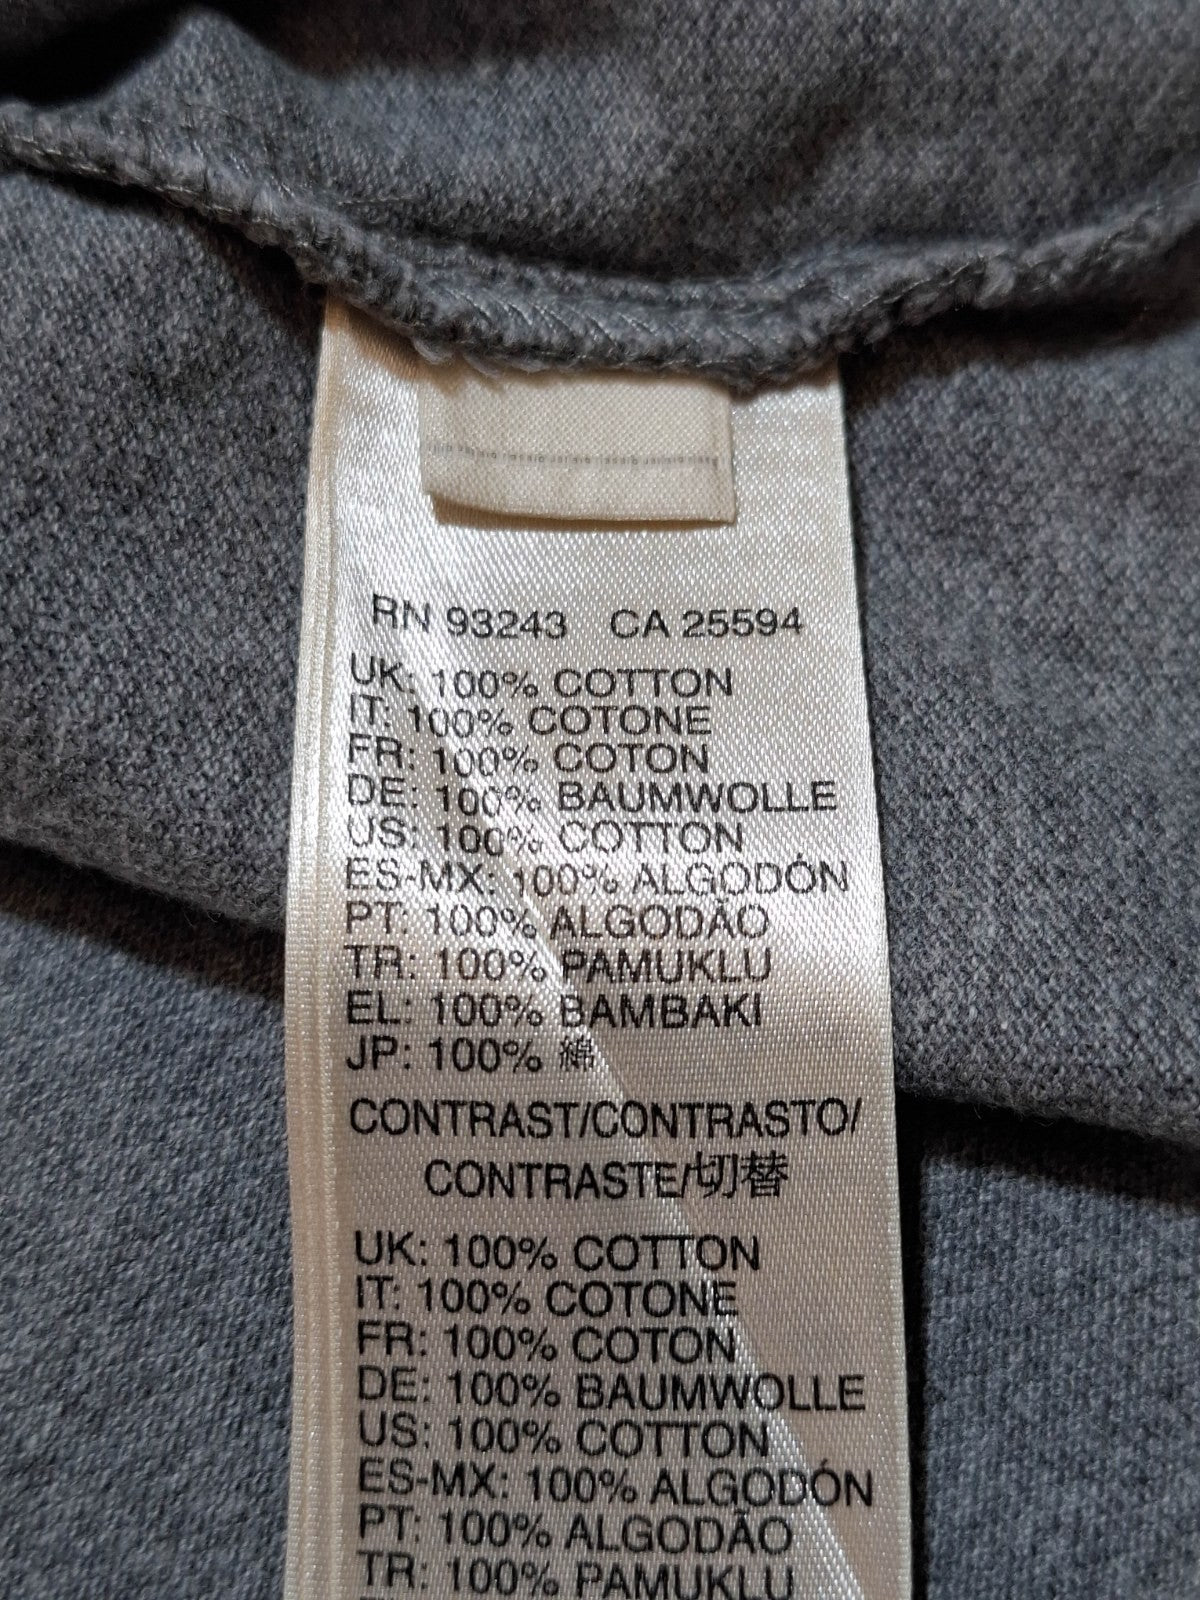 RN 93243 CA 25594
UK: 100% COTTON
IT: 100% COTONE
FR: 100% COTON
DE: 100% BAUMWOLLE
US: 100% COTTON
ES-MX: 100% ALGODÓN
PT: 100% ALGODÃO
TR: 100% PAMUKLU
EL: 100% BAMBAKI
JP: 100% 綿
CONTRAST/CONTRASTO/
CONTRASTE/切替
UK: 100% COTTON
IT: 100% COTONE
FR: 100% COTON
DE: 100% BAUMWOLLE
US: 100% COTTON
ES-MX: 100% ALGODÓN
PT: 100% ALGODÃO
TR: 100% PAMUKLU